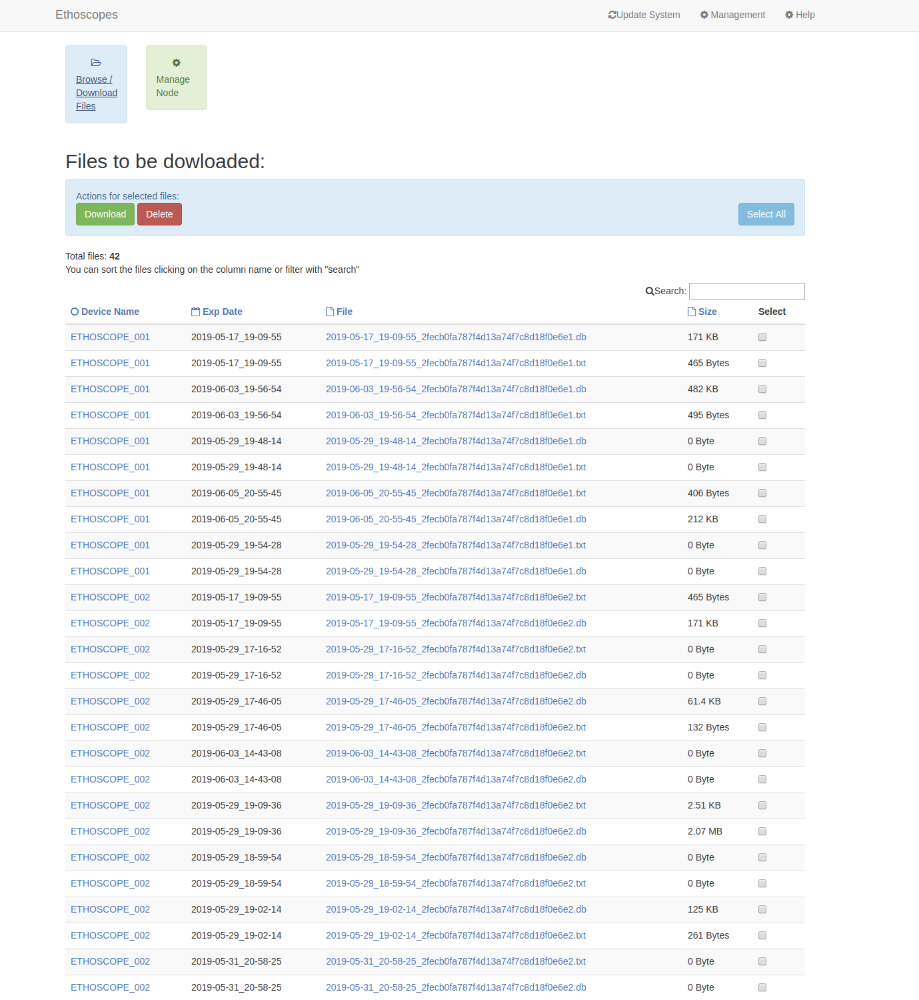 Ethoscopes Update System Management Help
Browse /
Download
Files
Manage
Node
Files to be dowloaded:
Actions for selected files:
Download Delete Select All
Total files: 42
You can sort the files clicking on the column name or filter with "search"
Search:
Device Name Exp Date File Size Select
ETHOSCOPE_001 2019-05-17_19-09-55 2019-05-17_19-09-55_2fecb0fa787f4d13a74f7c8d18f0e6e1.db 171 KB
ETHOSCOPE_001 2019-05-17_19-09-55 2019-05-17_19-09-55_2fecb0fa787f4d13a74f7c8d18f0e6e1.txt 465 Bytes
ETHOSCOPE_001 2019-06-03_19-56-54 2019-06-03_19-56-54_2fecb0fa787f4d13a74f7c8d18f0e6e1.db 482 KB
ETHOSCOPE_001 2019-06-03_19-56-54 2019-06-03_19-56-54_2fecb0fa787f4d13a74f7c8d18f0e6e1.txt 495 Bytes
ETHOSCOPE_001 2019-05-29_19-48-14 2019-05-29_19-48-14_2fecb0fa787f4d13a74f7c8d18f0e6e1.db 0 Byte
ETHOSCOPE_001 2019-05-29_19-48-14 2019-05-29_19-48-14_2fecb0fa787f4d13a74f7c8d18f0e6e1.txt 0 Byte
ETHOSCOPE_001 2019-06-05_20-55-45 2019-06-05_20-55-45_2fecb0fa787f4d13a74f7c8d18f0e6e1.txt 406 Bytes
ETHOSCOPE_001 2019-06-05_20-55-45 2019-06-05_20-55-45_2fecb0fa787f4d13a74f7c8d18f0e6e1.db 212 KB
ETHOSCOPE_001 2019-05-29_19-54-28 2019-05-29_19-54-28_2fecb0fa787f4d13a74f7c8d18f0e6e1.txt 0 Byte
ETHOSCOPE_001 2019-05-29_19-54-28 2019-05-29_19-54-28_2fecb0fa787f4d13a74f7c8d18f0e6e1.db 0 Byte
ETHOSCOPE_002 2019-05-17_19-09-55 2019-05-17_19-09-55_2fecb0fa787f4d13a74f7c8d18f0e6e2.txt 465 Bytes
ETHOSCOPE_002 2019-05-17_19-09-55 2019-05-17_19-09-55_2fecb0fa787f4d13a74f7c8d18f0e6e2.db 171 KB
ETHOSCOPE_002 2019-05-29_17-16-52 2019-05-29_17-16-52_2fecb0fa787f4d13a74f7c8d18f0e6e2.txt 0 Byte
ETHOSCOPE_002 2019-05-29_17-16-52 2019-05-29_17-16-52_2fecb0fa787f4d13a74f7c8d18f0e6e2.db 0 Byte
ETHOSCOPE_002 2019-05-29_17-46-05 2019-05-29_17-46-05_2fecb0fa787f4d13a74f7c8d18f0e6e2.db 61.4 KB
ETHOSCOPE_002 2019-05-29_17-46-05 2019-05-29_17-46-05_2fecb0fa787f4d13a74f7c8d18f0e6e2.txt 132 Bytes
ETHOSCOPE_002 2019-06-03_14-43-08 2019-06-03_14-43-08_2fecb0fa787f4d13a74f7c8d18f0e6e2.txt 0 Byte
ETHOSCOPE_002 2019-06-03_14-43-08 2019-06-03_14-43-08_2fecb0fa787f4d13a74f7c8d18f0e6e2.db 0 Byte
ETHOSCOPE_002 2019-05-29_19-09-36 2019-05-29_19-09-36_2fecb0fa787f4d13a74f7c8d18f0e6e2.txt 2.51 KB
ETHOSCOPE_002 2019-05-29_19-09-36 2019-05-29_19-09-36_2fecb0fa787f4d13a74f7c8d18f0e6e2.db 2.07 MB
ETHOSCOPE_002 2019-05-29_18-59-54 2019-05-29_18-59-54_2fecb0fa787f4d13a74f7c8d18f0e6e2.db 0 Byte
ETHOSCOPE_002 2019-05-29_18-59-54 2019-05-29_18-59-54_2fecb0fa787f4d13a74f7c8d18f0e6e2.txt 0 Byte
ETHOSCOPE_002 2019-05-29_19-02-14 2019-05-29_19-02-14_2fecb0fa787f4d13a74f7c8d18f0e6e2.db 125 KB
ETHOSCOPE_002 2019-05-29_19-02-14 2019-05-29_19-02-14_2fecb0fa787f4d13a74f7c8d18f0e6e2.txt 261 Bytes
ETHOSCOPE_002 2019-05-31_20-58-25 2019-05-31_20-58-25_2fecb0fa787f4d13a74f7c8d18f0e6e2.txt 0 Byte
ETHOSCOPE_002 2019-05-31_20-58-25 2019-05-31_20-58-25_2fecb0fa787f4d13a74f7c8d18f0e6e2.db 0 Byte